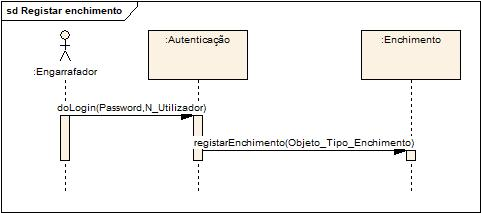 sd Registar enchimento
:Engarrafador
:Autenticação
:Enchimento
doLogin(Password,N_Utilizador)
registarEnchimento(Objeto_Tipo_Enchimento)